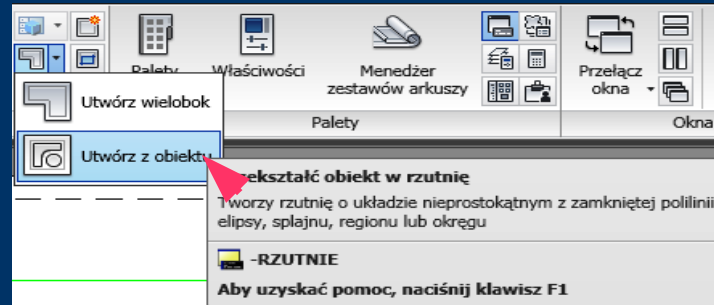 Palety
Właściwości
Menedżer
zestawów arkuszy
Przełącz
okna
Utwórz wielobok
Palety
Okna
Utwórz z obiektu
obiekt w rzutnię
Tworzy rzutnię o układzie nieprostokątnym z zamkniętej polilinii
elipsy, splajnu, regionu lub okręgu
-RZUTNIE
Aby uzyskać pomoc, naciśnij klawisz F1